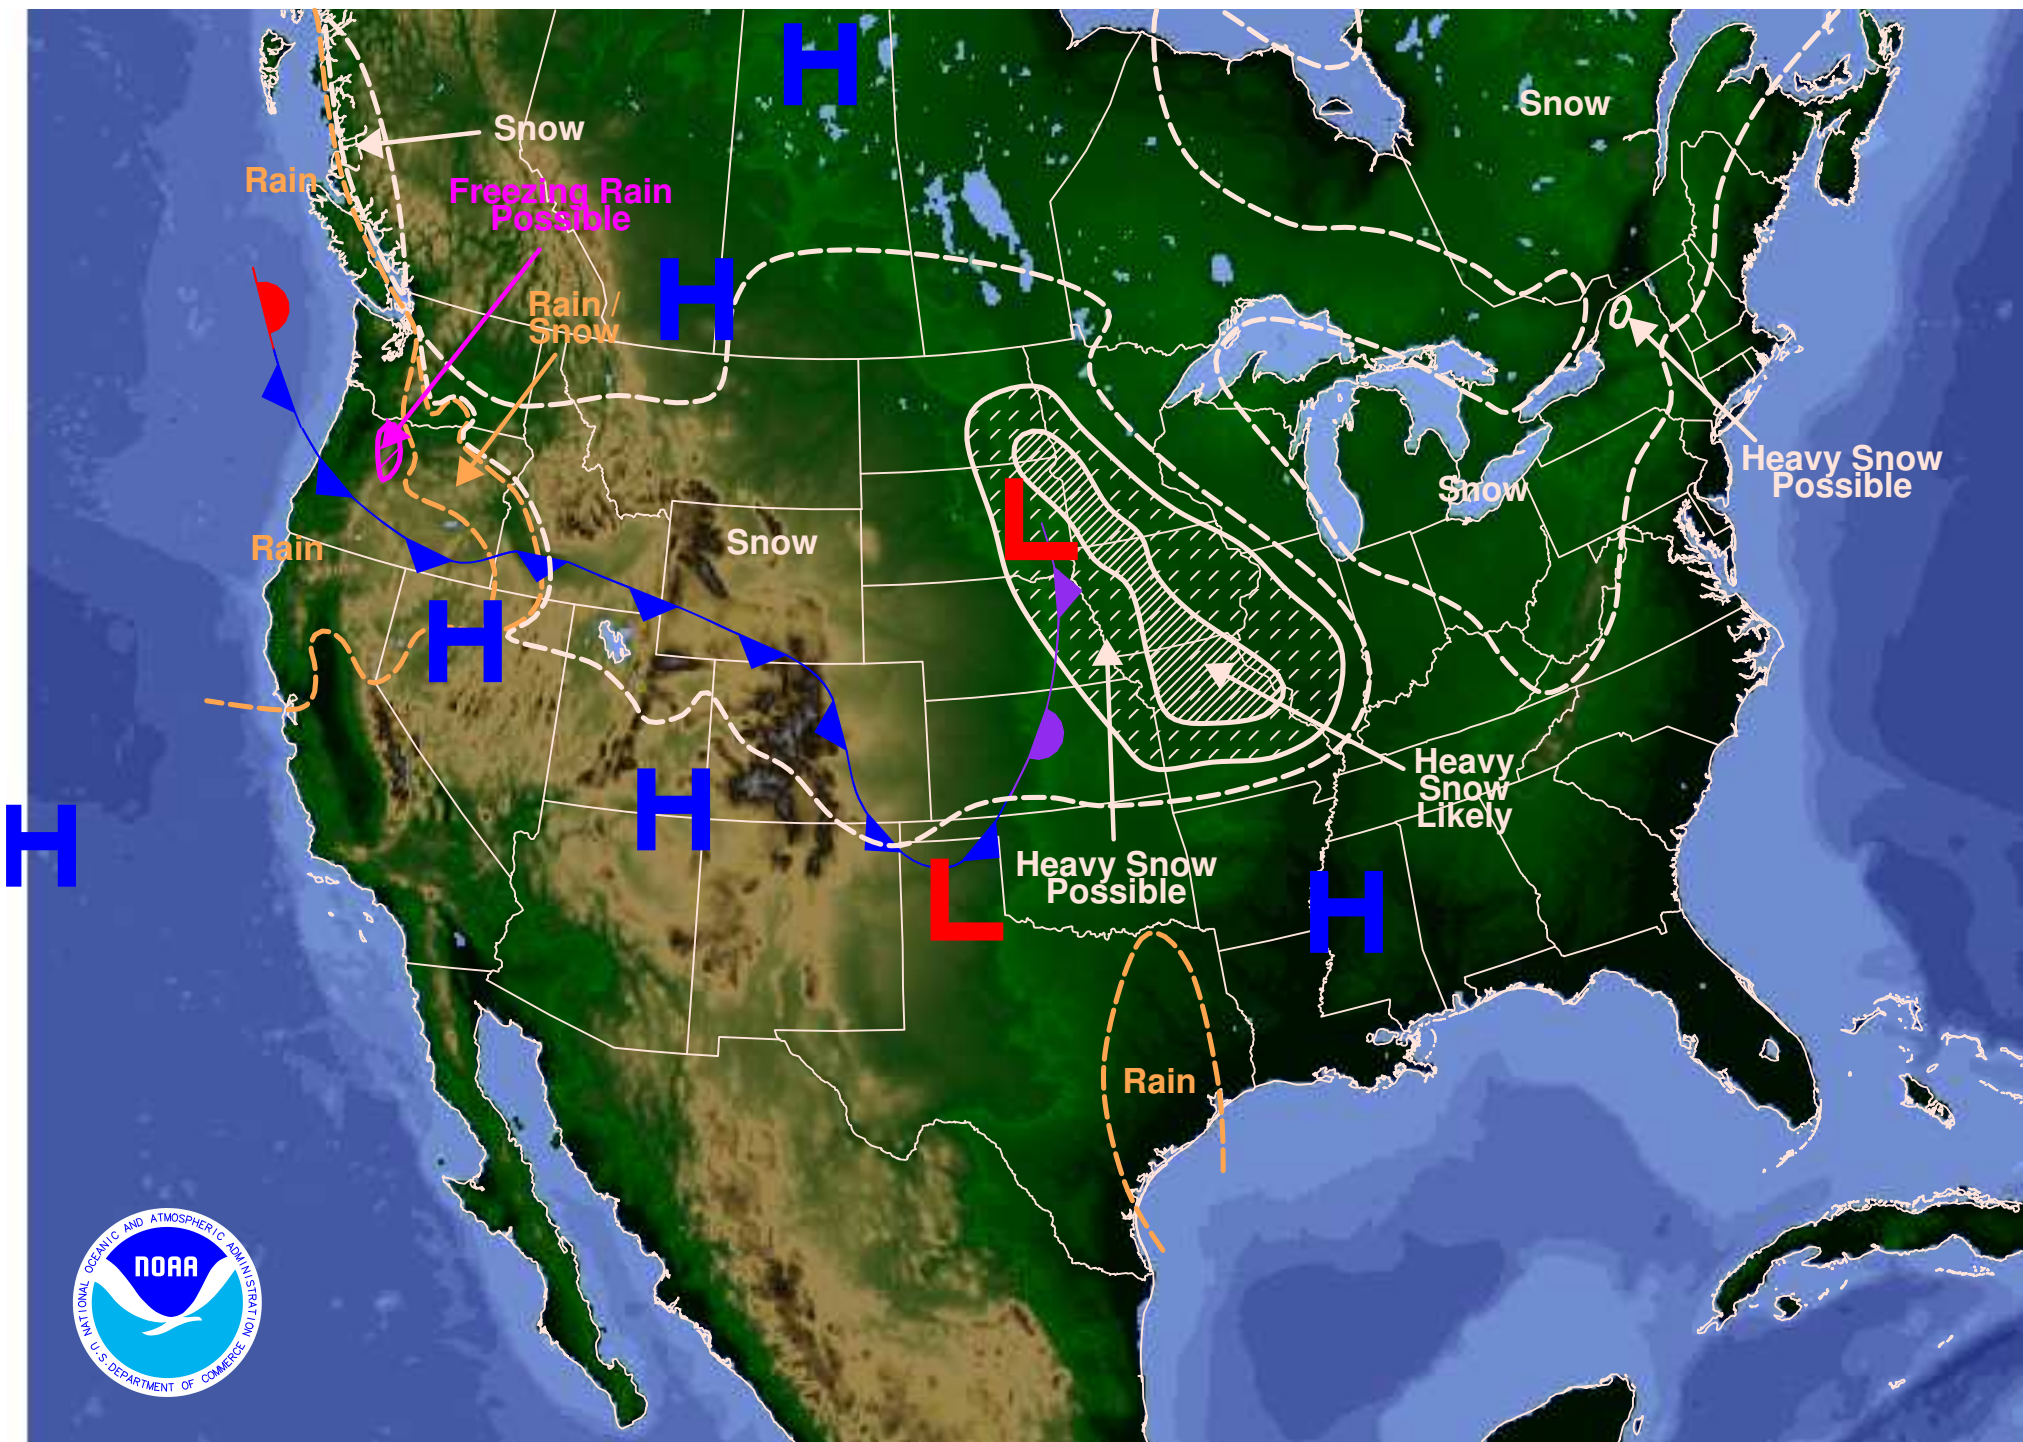 H
Snow
Snow
Rain
Freezing Rain
Possible
H
Rain /
Snow
Heavy Snow
Possible
Snow
L
Snow
Rain
H
H
Heavy
Snow
Likely
H
Heavy Snow
Possible
L
H
Rain
NATIONAL OCEANIC AND ATMOSPHERIC ADMINISTRATION
NOAA
U.S. DEPARTMENT OF COMMERCE